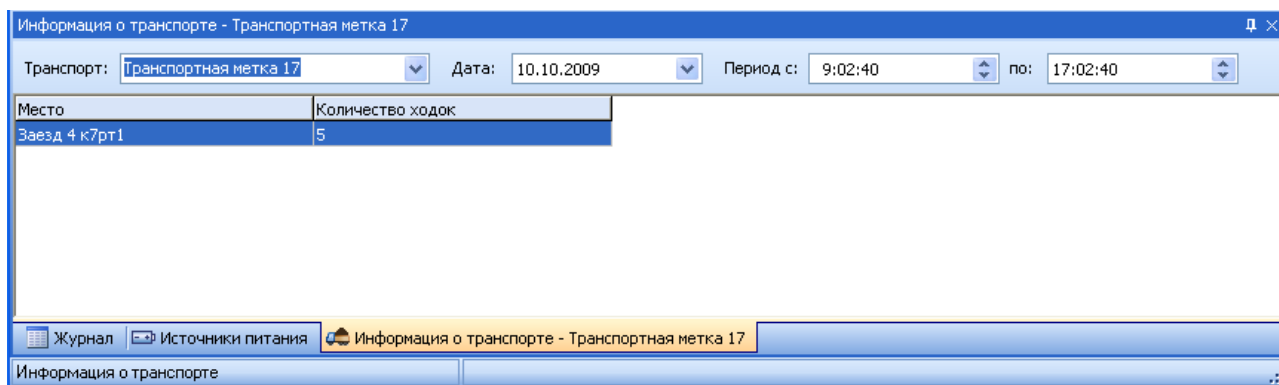 Информация о транспорте - Транспортная метка 17
Транспорт: Транспортная метка 17 Дата: 10.10.2009 Период с: 9:02:40 по: 17:02:40
Место Количество ходок
Заезд 4 к7рт1 5
Журнал Источники питания Информация о транспорте - Транспортная метка 17
Информация о транспорте